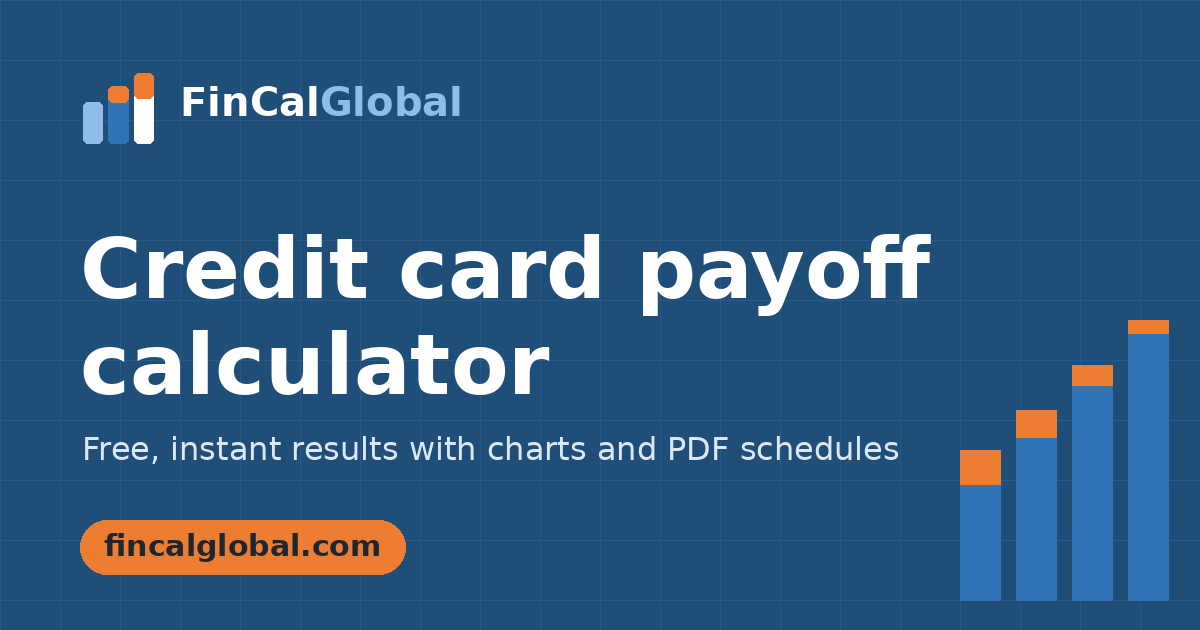 FinCalGlobal
Credit card payoff
calculator
Free, instant results with charts and PDF schedules
fincalglobal.com